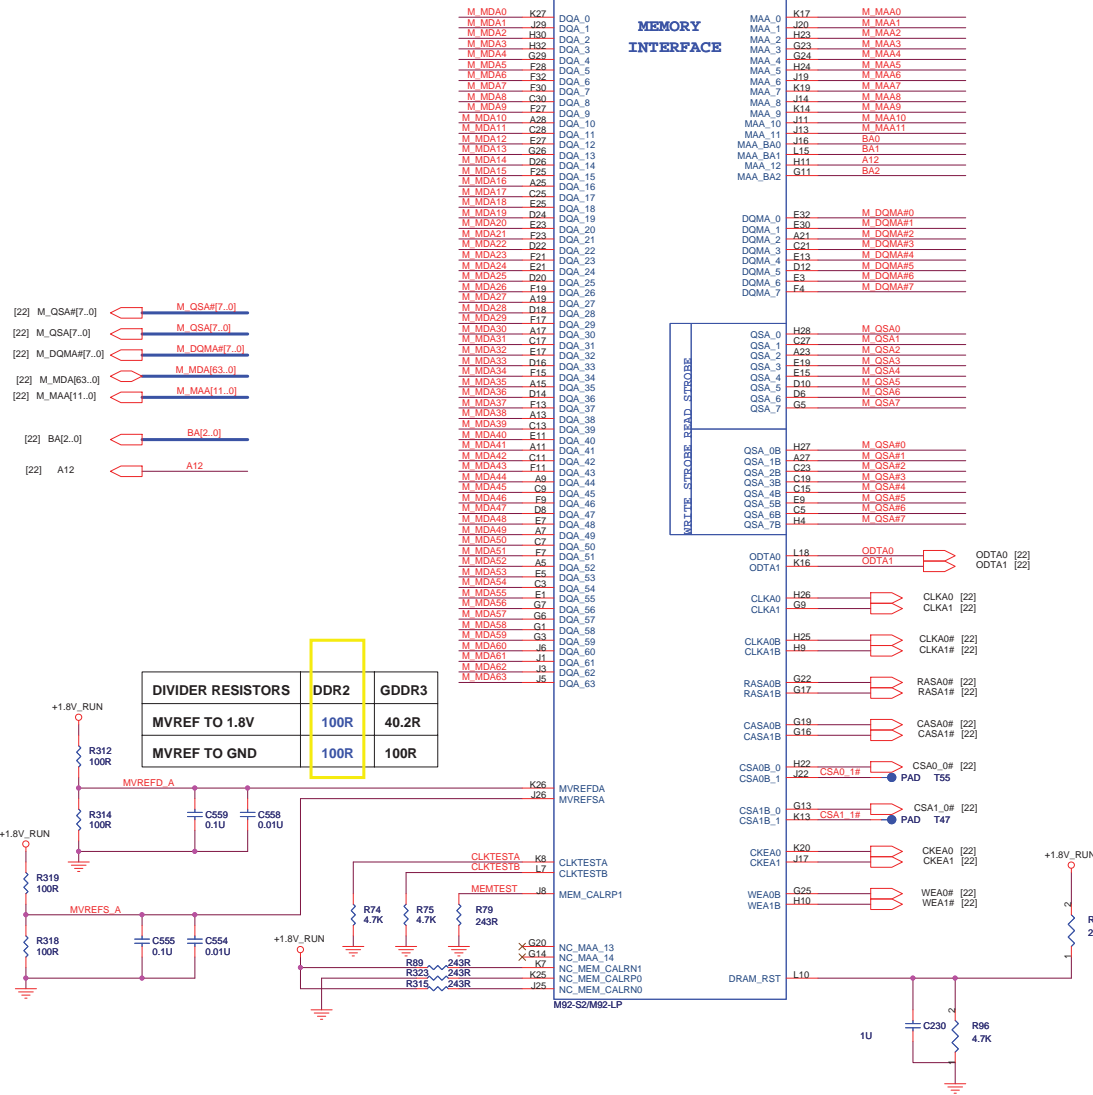 MEMORY
INTERFACE
M_MDA0 K27 DQA_0
M_MDA1 J29 DQA_1
M_MDA2 H30 DQA_2
M_MDA3 H32 DQA_3
M_MDA4 G29 DQA_4
M_MDA5 F28 DQA_5
M_MDA6 F32 DQA_6
M_MDA7 F30 DQA_7
M_MDA8 C30 DQA_8
M_MDA9 F27 DQA_9
M_MDA10 A28 DQA_10
M_MDA11 C28 DQA_11
M_MDA12 E27 DQA_12
M_MDA13 G26 DQA_13
M_MDA14 D26 DQA_14
M_MDA15 F25 DQA_15
M_MDA16 A25 DQA_16
M_MDA17 C25 DQA_17
M_MDA18 E25 DQA_18
M_MDA19 D24 DQA_19
M_MDA20 E23 DQA_20
M_MDA21 F23 DQA_21
M_MDA22 D22 DQA_22
M_MDA23 F21 DQA_23
M_MDA24 E21 DQA_24
M_MDA25 D20 DQA_25
M_MDA26 F19 DQA_26
M_MDA27 A19 DQA_27
M_MDA28 D18 DQA_28
M_MDA29 F17 DQA_29
M_MDA30 A17 DQA_30
M_MDA31 C17 DQA_31
M_MDA32 E17 DQA_32
M_MDA33 D16 DQA_33
M_MDA34 F15 DQA_34
M_MDA35 A15 DQA_35
M_MDA36 D14 DQA_36
M_MDA37 F13 DQA_37
M_MDA38 A13 DQA_38
M_MDA39 C13 DQA_39
M_MDA40 E11 DQA_40
M_MDA41 A11 DQA_41
M_MDA42 C11 DQA_42
M_MDA43 F11 DQA_43
M_MDA44 A9 DQA_44
M_MDA45 C9 DQA_45
M_MDA46 F9 DQA_46
M_MDA47 D8 DQA_47
M_MDA48 E7 DQA_48
M_MDA49 A7 DQA_49
M_MDA50 C7 DQA_50
M_MDA51 F7 DQA_51
M_MDA52 A5 DQA_52
M_MDA53 E5 DQA_53
M_MDA54 C3 DQA_54
M_MDA55 E1 DQA_55
M_MDA56 G7 DQA_56
M_MDA57 G6 DQA_57
M_MDA58 G1 DQA_58
M_MDA59 G3 DQA_59
M_MDA60 J6 DQA_60
M_MDA61 J1 DQA_61
M_MDA62 J3 DQA_62
M_MDA63 J5 DQA_63
MAA_0 K17 M_MAA0
MAA_1 J20 M_MAA1
MAA_2 H23 M_MAA2
MAA_3 G23 M_MAA3
MAA_4 G24 M_MAA4
MAA_5 H24 M_MAA5
MAA_6 J19 M_MAA6
MAA_7 K19 M_MAA7
MAA_8 J14 M_MAA8
MAA_9 K14 M_MAA9
MAA_10 J11 M_MAA10
MAA_11 J13 M_MAA11
MAA_BA0 J16 BA0
MAA_BA1 L15 BA1
MAA_12 H11 A12
MAA_BA2 G11 BA2
DQMA_0 E32 M_DQMA#0
DQMA_1 E30 M_DQMA#1
DQMA_2 A21 M_DQMA#2
DQMA_3 C21 M_DQMA#3
DQMA_4 E13 M_DQMA#4
DQMA_5 D12 M_DQMA#5
DQMA_6 E3 M_DQMA#6
DQMA_7 F4 M_DQMA#7
WRITE STROBE READ STROBE
QSA_0 H28 M_QSA0
QSA_1 C27 M_QSA1
QSA_2 A23 M_QSA2
QSA_3 E19 M_QSA3
QSA_4 E15 M_QSA4
QSA_5 D10 M_QSA5
QSA_6 D6 M_QSA6
QSA_7 G5 M_QSA7
QSA_0B H27 M_QSA#0
QSA_1B A27 M_QSA#1
QSA_2B C23 M_QSA#2
QSA_3B C19 M_QSA#3
QSA_4B C15 M_QSA#4
QSA_5B E9 M_QSA#5
QSA_6B C5 M_QSA#6
QSA_7B H4 M_QSA#7
ODTA0 L18 ODTA0 ODTA0 [22]
ODTA1 K16 ODTA1 ODTA1 [22]
CLKA0 H26 CLKA0 [22]
CLKA1 G9 CLKA1 [22]
CLKA0B H25 CLKA0# [22]
CLKA1B H9 CLKA1# [22]
RASA0B G22 RASA0# [22]
RASA1B G17 RASA1# [22]
CASA0B G19 CASA0# [22]
CASA1B G16 CASA1# [22]
CSA0B_0 H22 CSA0_0# [22]
CSA0B_1 J22 CSA0_1# PAD T55
CSA1B_0 G13 CSA1_0# [22]
CSA1B_1 K13 CSA1_1# PAD T47
CKEA0 K20 CKEA0 [22]
CKEA1 J17 CKEA1 [22]
WEA0B G25 WEA0# [22]
WEA1B H10 WEA1# [22]
DRAM_RST L10
+1.8V_RUN
2
1
C230
1U
2
R96
4.7K
1
[22] M_QSA#[7..0] M_QSA#[7..0]
[22] M_QSA[7..0] M_QSA[7..0]
[22] M_DQMA#[7..0] M_DQMA#[7..0]
[22] M_MDA[63..0] M_MDA[63..0]
[22] M_MAA[11..0] M_MAA[11..0]
[22] BA[2..0] BA[2..0]
[22] A12 A12
DIVIDER RESISTORS DDR2 GDDR3
MVREF TO 1.8V 100R 40.2R
MVREF TO GND 100R 100R
+1.8V_RUN
R312
100R
MVREFD_A K26 MVREFDA
J26 MVREFSA
R314
100R
C559
0.1U
C558
0.01U
+1.8V_RUN
R319
100R
MVREFS_A
R318
100R
C555
0.1U
C554
0.01U
CLKTESTA K8 CLKTESTA
CLKTESTB L7 CLKTESTB
MEMTEST J8 MEM_CALRP1
R74
4.7K
R75
4.7K
R79
243R
+1.8V_RUN
G20 NC_MAA_13
G14 NC_MAA_14
R89 243R K7 NC_MEM_CALRN1
R323 243R K25 NC_MEM_CALRP0
R315 243R J25 NC_MEM_CALRN0
M92-S2/M92-LP